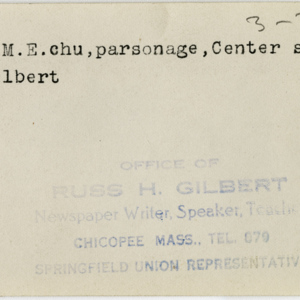 3-
M.E.chu,parsonage,Center s
lbert
OFFICE OF
RUSS H. GILBERT
Newspaper Writer, Speaker, Teache
CHICOPEE MASS., TEL. 879
SPRINGFIELD UNION REPRESENTATIV